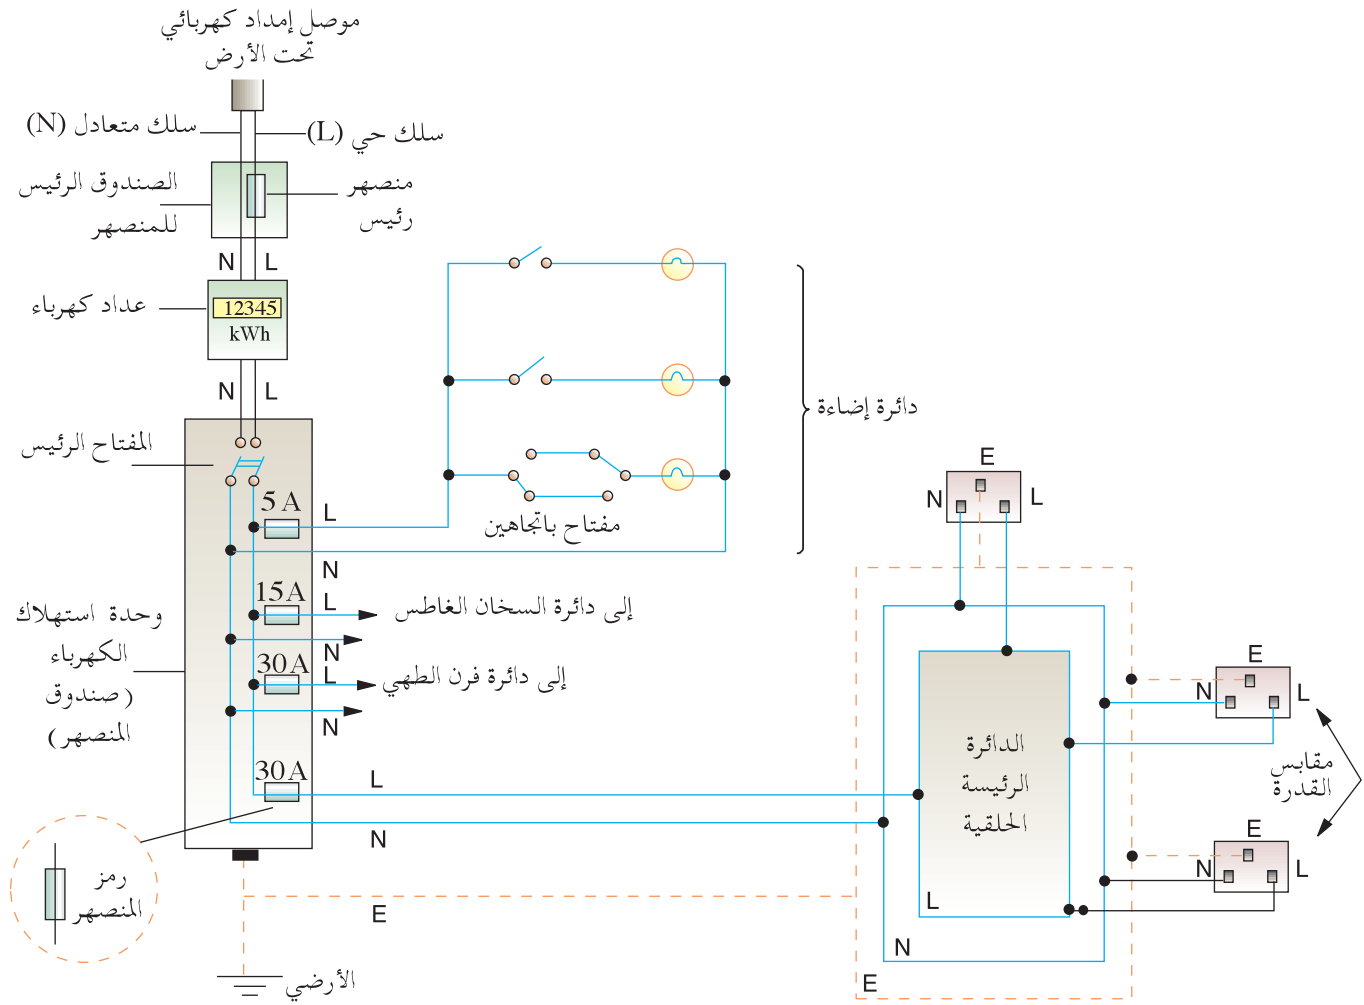 موصل إمداد كهربائي
تحت الأرض
سلك متعادل (N)
سلك حي (L)
الصندوق الرئيس
للمنصهر
منصهر
رئيس
N L
عداد كهرباء
12345
kWh
N L
المفتاح الرئيس
5 A
L
N
مفتاح باتجاهين
دائرة إضاءة
15A
L
إلى دائرة السخان الغاطس
N
30A
L
إلى دائرة فرن الطهي
N
وحدة استهلاك
الكهرباء
(صندوق
المنصهر)
30A
L
N
رمز
المنصهر
E
الأرضي
E
N
L
E
N
L
مقابس
القدرة
E
N
L
الدائرة
الرئيسة
الحلقية
L
N
E